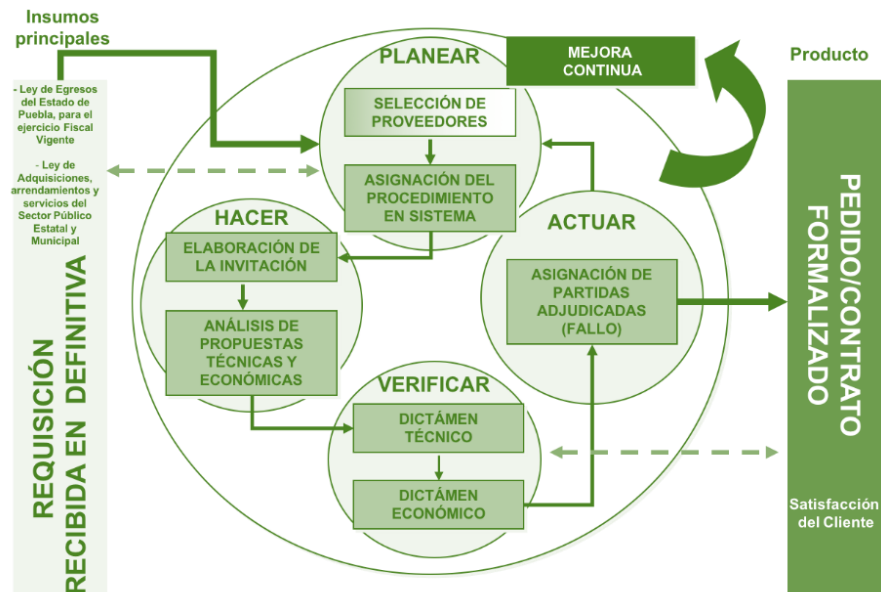 Insumos
principales
- Ley de Egresos
del Estado de
Puebla, para el
ejercicio Fiscal
Vigente
- Ley de
Adquisiciones,
arrendamientos y
servicios del
Sector Público
Estatal y
Municipal
REQUISICIÓN
RECIBIDA EN DEFINITIVA
PLANEAR
SELECCIÓN DE
PROVEEDORES
ASIGNACIÓN DEL
PROCEDIMIENTO
EN SISTEMA
MEJORA
CONTINUA
HACER
ELABORACIÓN DE
LA INVITACIÓN
ANÁLISIS DE
PROPUESTAS
TÉCNICAS Y
ECONÓMICAS
VERIFICAR
DICTÁMEN
TÉCNICO
DICTÁMEN
ECONÓMICO
ACTUAR
ASIGNACIÓN DE
PARTIDAS
ADJUDICADAS
(FALLO)
Producto
PEDIDO/CONTRATO
FORMALIZADO
Satisfacción
del Cliente